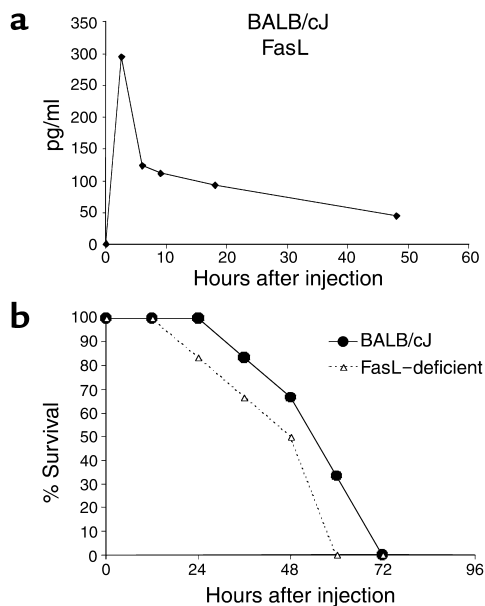 a
BALB/cJ
FasL
pg/ml
350
300
250
200
150
100
50
0
0 10 20 30 40 50 60
Hours after injection
b
% Survival
100
90
80
70
60
50
40
30
20
10
0
BALB/cJ
FasL–deficient
0 24 48 72 96
Hours after injection